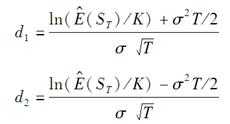 d₁ = (ln(Ê(S_T)/K) + σ²T/2) / (σ √T)
d₂ = (ln(Ê(S_T)/K) − σ²T/2) / (σ √T)